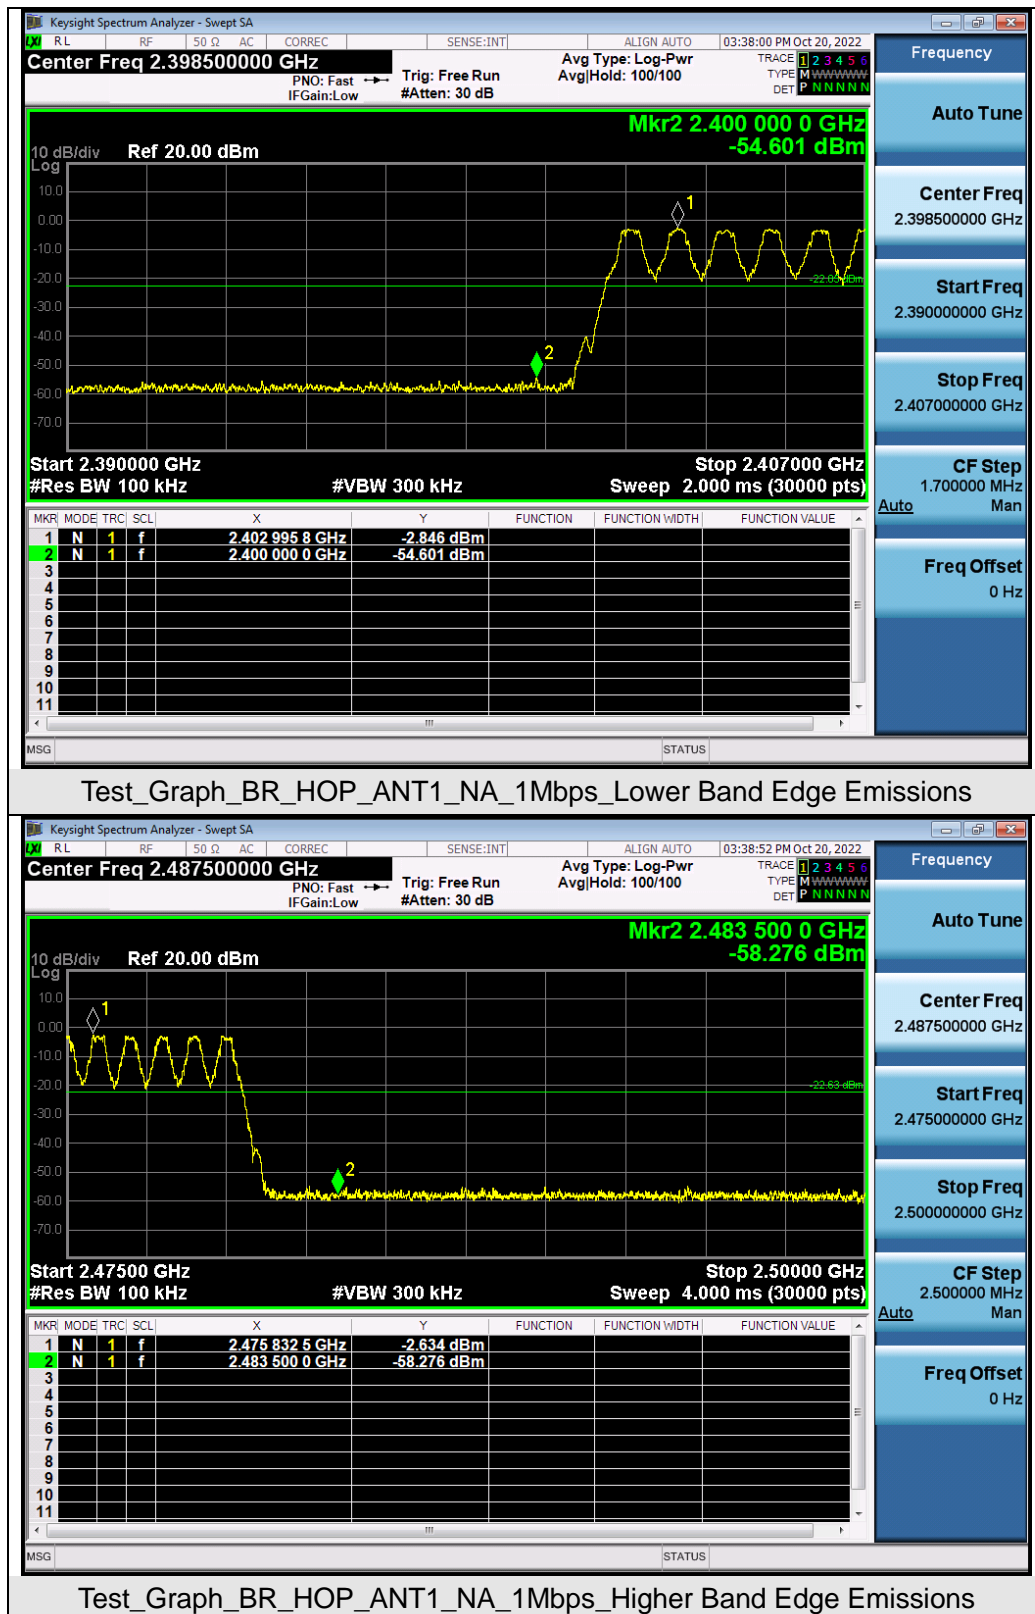 Keysight Spectrum Analyzer - Swept SA
LXI RL RF 50 Ω AC CORREC SENSE:INT ALIGN AUTO 03:38:00 PM Oct 20, 2022
Center Freq 2.398500000 GHz
PNO: Fast
IFGain:Low
Trig: Free Run
#Atten: 30 dB
Avg Type: Log-Pwr
Avg|Hold: 100/100
TRACE 1 2 3 4 5 6
TYPE M WWWWW
DET P N N N N N
Mkr2 2.400 000 0 GHz
-54.601 dBm
10 dB/div Ref 20.00 dBm
Log
10.0
0.00
-10.0
-20.0
-30.0
-40.0
-50.0
-60.0
-70.0
1
2
Start 2.390000 GHz Stop 2.407000 GHz
#Res BW 100 kHz #VBW 300 kHz Sweep 2.000 ms (30000 pts)
MKR MODE TRC SCL X Y FUNCTION FUNCTION WIDTH FUNCTION VALUE
1 N 1 f 2.402 995 8 GHz -2.846 dBm
2 N 1 f 2.400 000 0 GHz -54.601 dBm
3
4
5
6
7
8
9
10
11
MSG STATUS
Frequency
Auto Tune
Center Freq
2.398500000 GHz
Start Freq
2.390000000 GHz
Stop Freq
2.407000000 GHz
CF Step
1.700000 MHz
Auto Man
Freq Offset
0 Hz
Test_Graph_BR_HOP_ANT1_NA_1Mbps_Lower Band Edge Emissions
Keysight Spectrum Analyzer - Swept SA
LXI RL RF 50 Ω AC CORREC SENSE:INT ALIGN AUTO 03:38:52 PM Oct 20, 2022
Center Freq 2.487500000 GHz
PNO: Fast
IFGain:Low
Trig: Free Run
#Atten: 30 dB
Avg Type: Log-Pwr
Avg|Hold: 100/100
TRACE 1 2 3 4 5 6
TYPE M WWWWW
DET P N N N N N
Mkr2 2.483 500 0 GHz
-58.276 dBm
10 dB/div Ref 20.00 dBm
Log
10.0
0.00
-10.0
-20.0
-30.0
-40.0
-50.0
-60.0
-70.0
1
-22.63 dBm
2
Start 2.47500 GHz Stop 2.50000 GHz
#Res BW 100 kHz #VBW 300 kHz Sweep 4.000 ms (30000 pts)
MKR MODE TRC SCL X Y FUNCTION FUNCTION WIDTH FUNCTION VALUE
1 N 1 f 2.475 832 5 GHz -2.634 dBm
2 N 1 f 2.483 500 0 GHz -58.276 dBm
3
4
5
6
7
8
9
10
11
MSG STATUS
Frequency
Auto Tune
Center Freq
2.487500000 GHz
Start Freq
2.475000000 GHz
Stop Freq
2.500000000 GHz
CF Step
2.500000 MHz
Auto Man
Freq Offset
0 Hz
Test_Graph_BR_HOP_ANT1_NA_1Mbps_Higher Band Edge Emissions